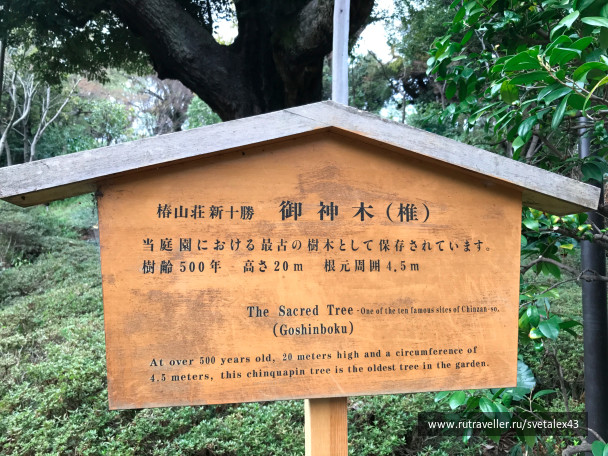 椿山荘新十勝 御神木(椎)
当庭園における最古の樹木として保存されています。
樹齢500年 高さ20m 根元周囲4.5m
The Sacred Tree -One of the ten famous sites of Chinzan-so.
(Goshinboku)
At over 500 years old, 20 meters high and a circumference of
4.5 meters, this chinquapin tree is the oldest tree in the garden.
www.rutraveller.ru/svetalex43